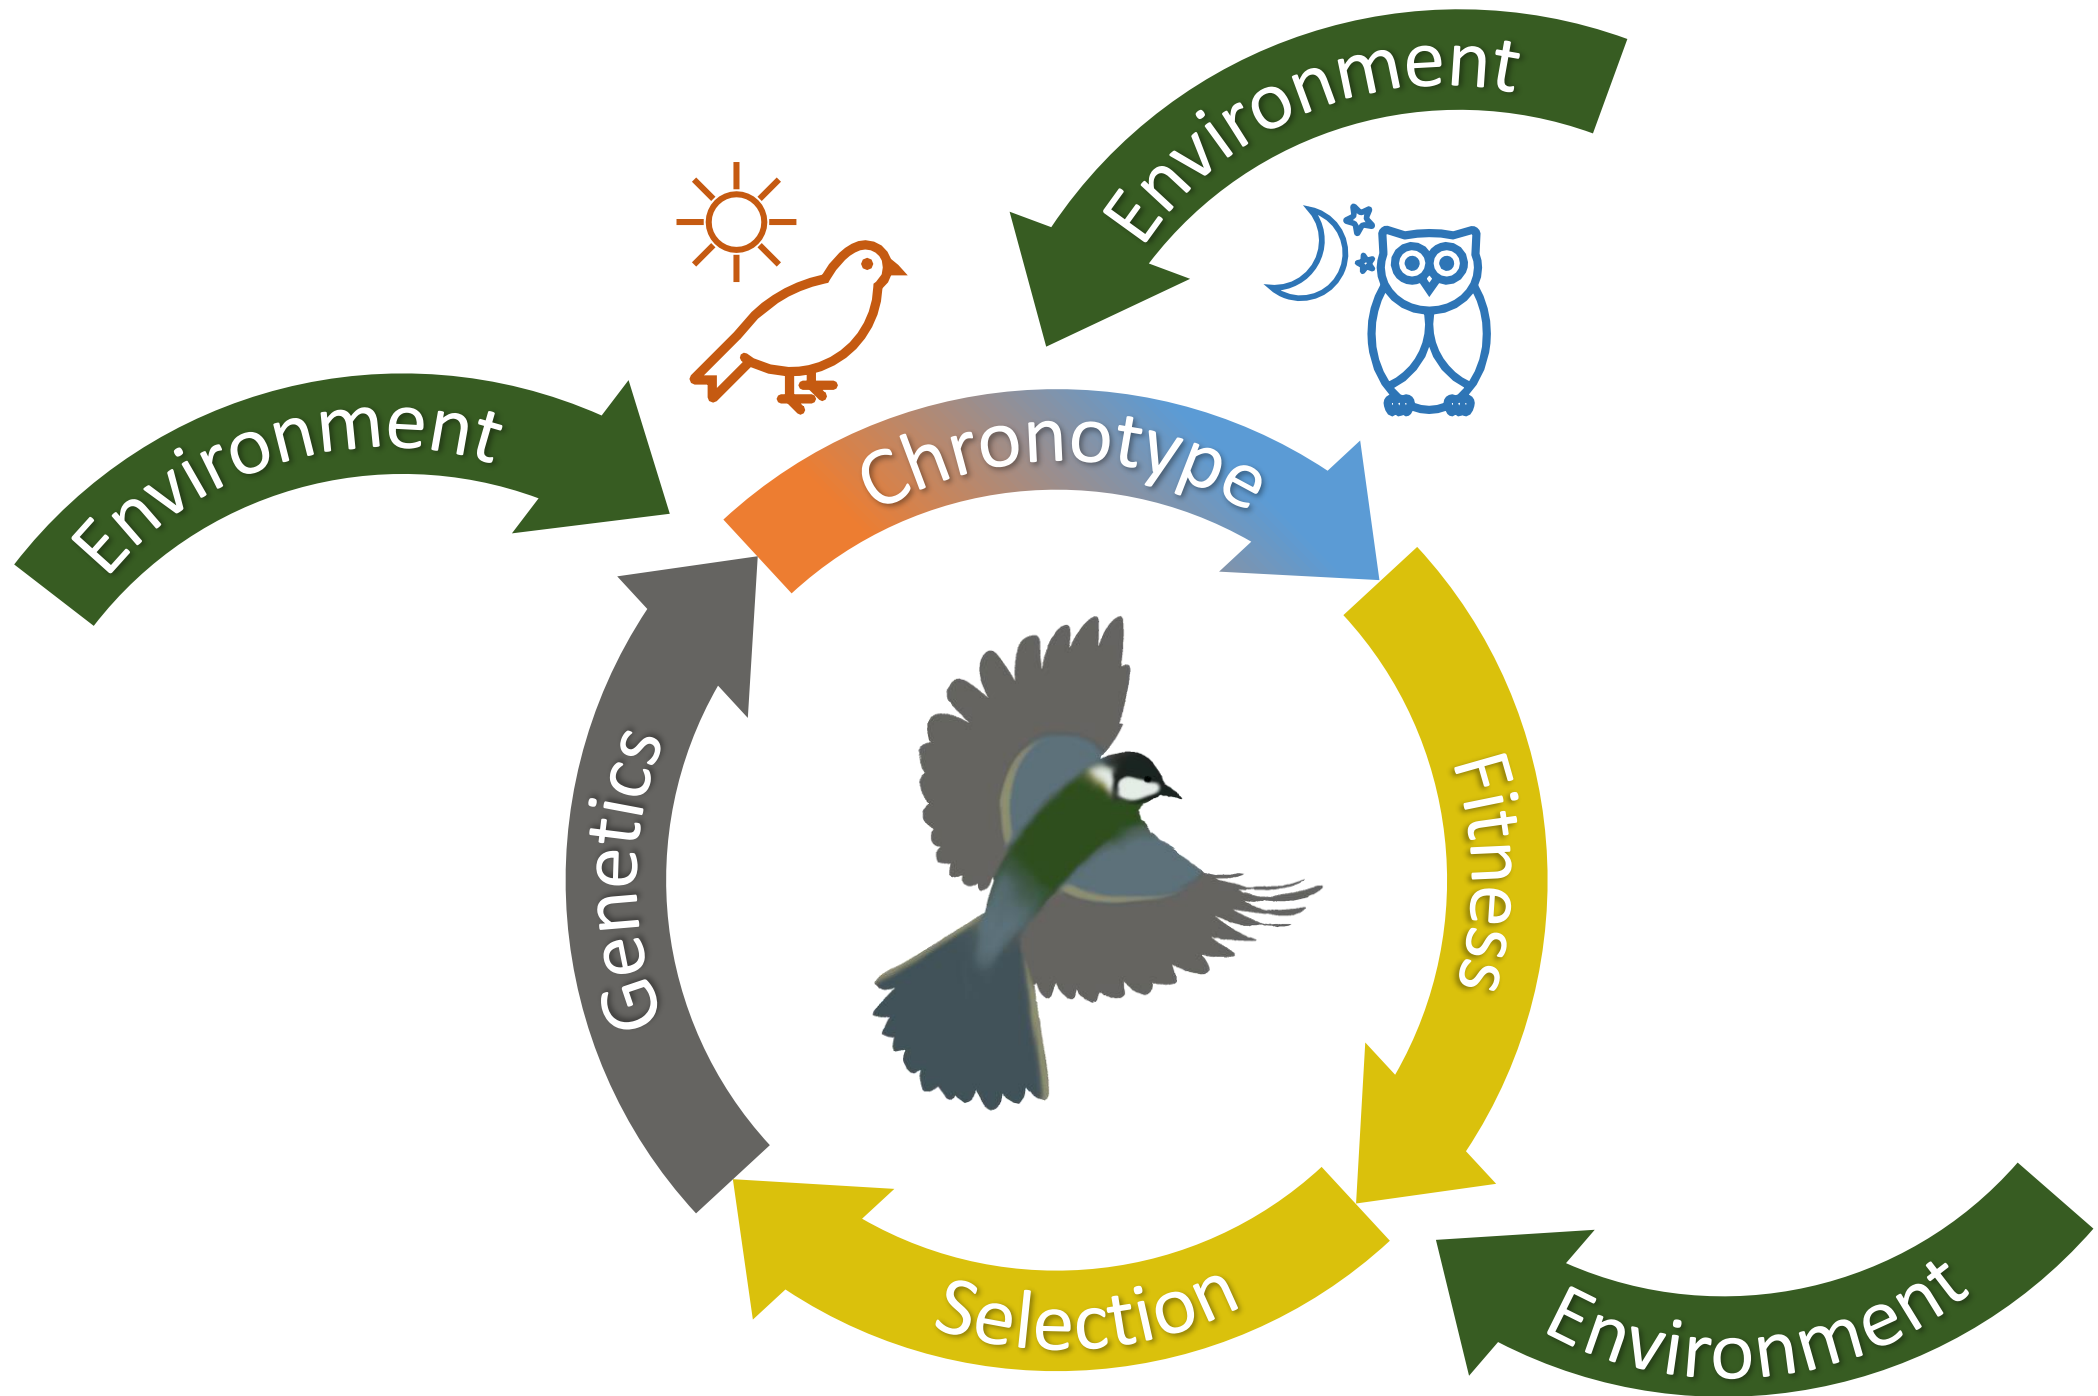 Environment
Environment
Chronotype
Genetics
Fitness
Selection
Environment